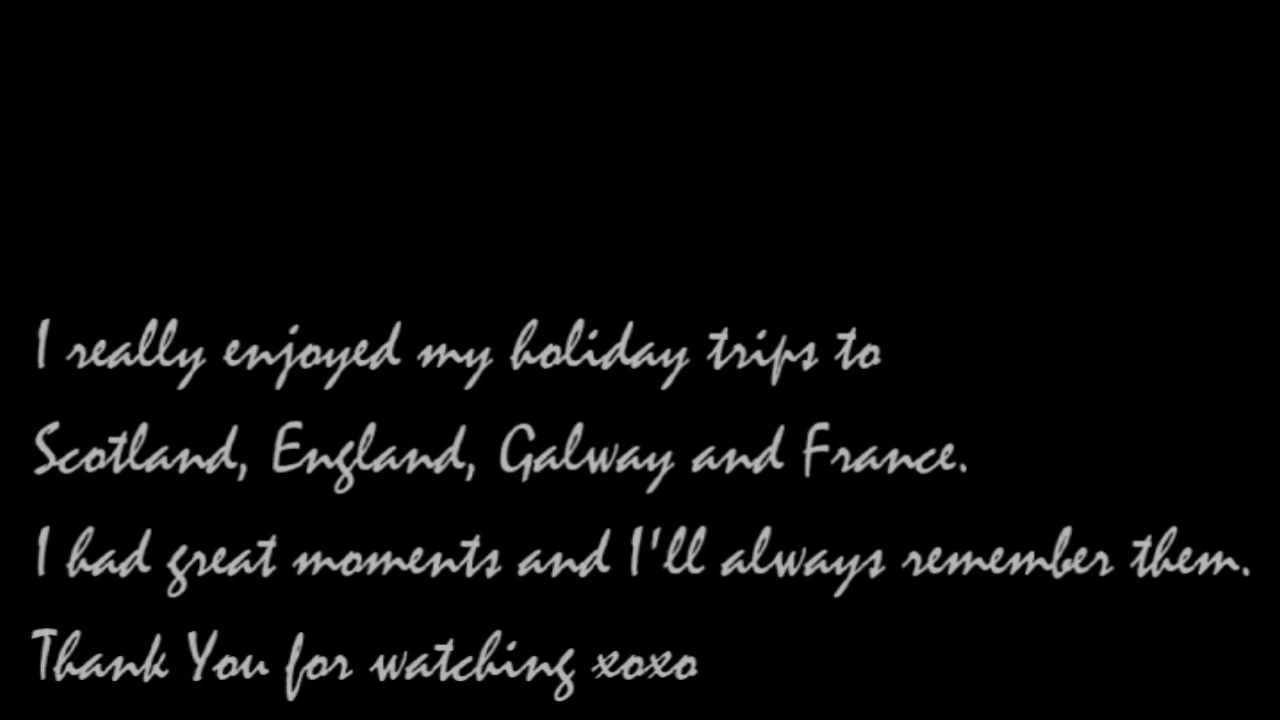 I really enjoyed my holiday trips to
Scotland, England, Galway and France.
I had great moments and I'll always remember them.
Thank You for watching xoxo